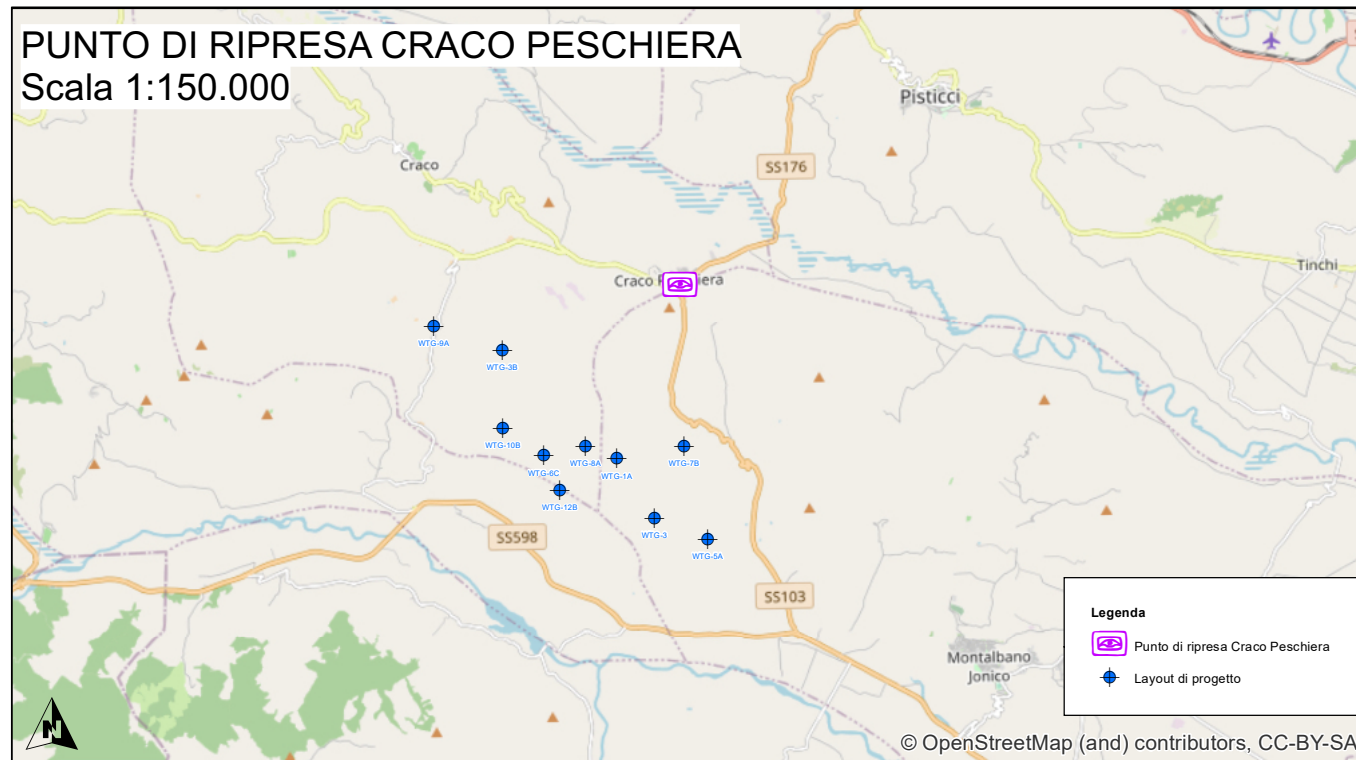 PUNTO DI RIPRESA CRACO PESCHIERA
Scala 1:150.000
Pisticci
Craco
SS176
Tinchi
Craco P iera
WTG-9A
WTG-3B
WTG-10B
WTG-6C
WTG-8A
WTG-1A
WTG-7B
WTG-12B
WTG-3
WTG-5A
SS598
SS103
Montalbano
Jonico
Legenda
Punto di ripresa Craco Peschiera
Layout di progetto
N
© OpenStreetMap (and) contributors, CC-BY-SA